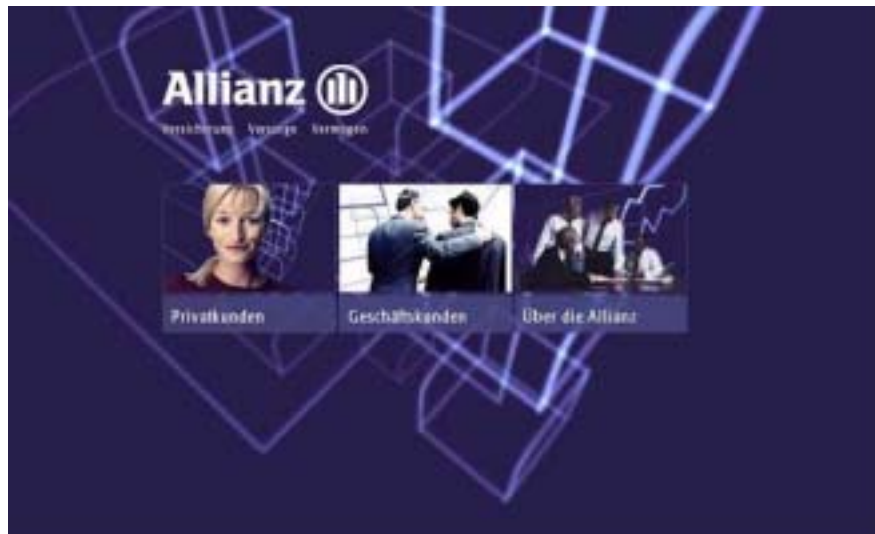 Allianz
Versicherung Vorsorge Vermögen
Privatkunden
Geschäftskunden
Über die Allianz